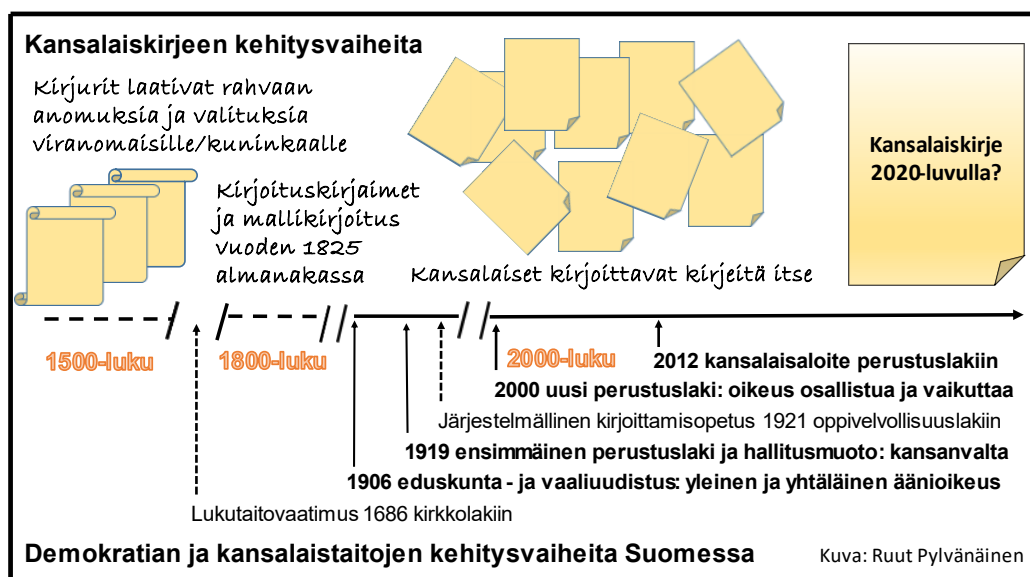 Kansalaiskirjeen kehitysvaiheita
Kirjurit laativat rahvaan
anomuksia ja valituksia
viranomaisille/kuninkaalle
Kirjoituskirjaimet
ja mallikirjoitus
vuoden 1825
almanakassa
Kansalaiset kirjoittavat kirjeitä itse
Kansalaiskirje
2020-luvulla?
1500-luku
1800-luku
2000-luku
2012 kansalaisaloite perustuslakiin
2000 uusi perustuslaki: oikeus osallistua ja vaikuttaa
Järjestelmällinen kirjoittamisopetus 1921 oppivelvollisuuslakiin
1919 ensimmäinen perustuslaki ja hallitusmuoto: kansanvalta
1906 eduskunta - ja vaaliuudistus: yleinen ja yhtäläinen äänioikeus
Lukutaitovaatimus 1686 kirkkolakiin
Demokratian ja kansalaistaitojen kehitysvaiheita Suomessa
Kuva: Ruut Pylvänäinen